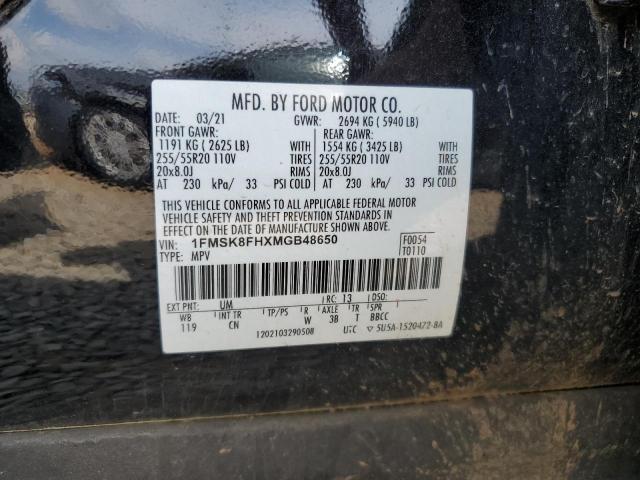 MFD. BY FORD MOTOR CO.
DATE: 03/21 GVWR: 2694 KG ( 5940 LB)
FRONT GAWR: REAR GAWR:
1191 KG ( 2625 LB) WITH 1554 KG ( 3425 LB) WITH
255/55R20 110V TIRES 255/55R20 110V TIRES
20x8.0J RIMS 20x8.0J RIMS
AT 230 kPa/ 33 PSI COLD AT 230 kPa/ 33 PSI COLD
THIS VEHICLE CONFORMS TO ALL APPLICABLE FEDERAL MOTOR
VEHICLE SAFETY AND THEFT PREVENTION STANDARDS IN
EFFECT ON THE DATE OF MANUFACTURE SHOWN ABOVE.
VIN: 1FMSK8FHXMGB48650 F0054
TYPE: MPV T0110
EXT PNT: UM RC: 13 DSO:
WB INT TR TP/PS R AXLE TR SPR
119 CN W 3B T BBCC
1202103290508 UTC ▽ 5U5A-1520472-BA